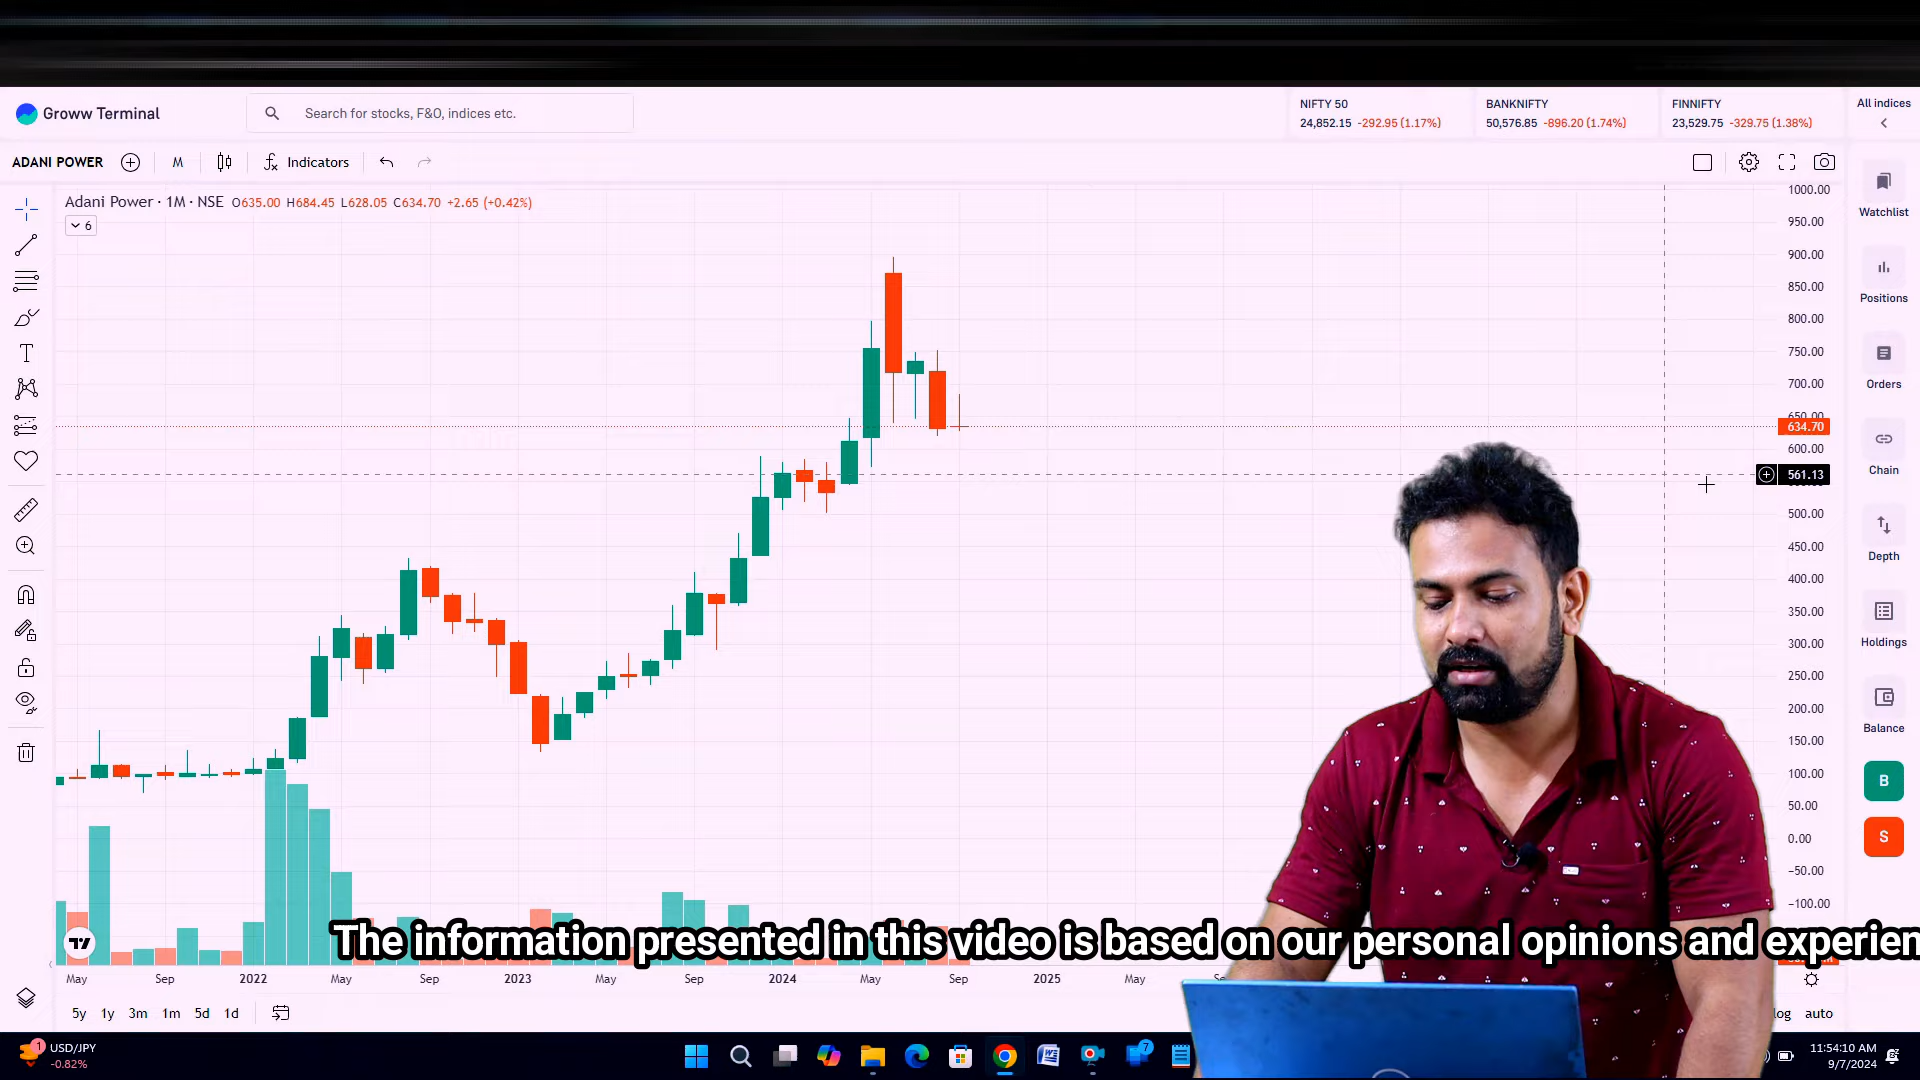 Groww Terminal
Search for stocks, F&O, indices etc.
NIFTY 50
24,852.15 -292.95 (1.17%)
BANKNIFTY
50,576.85 -896.20 (1.74%)
FINNIFTY
23,529.75 -329.75 (1.38%)
All indices
ADANI POWER
M
Indicators
Adani Power · 1M · NSE O635.00 H684.45 L628.05 C634.70 +2.65 (+0.42%)
6
1000.00
950.00
900.00
850.00
800.00
750.00
700.00
650.00
634.70
600.00
561.13
500.00
450.00
400.00
350.00
300.00
250.00
200.00
150.00
100.00
50.00
0.00
−50.00
−100.00
Watchlist
Positions
Orders
Chain
Depth
Holdings
Balance
B
S
The information presented in this video is based on our personal opinions and experien
May Sep 2022 May Sep 2023 May Sep 2024 May Sep 2025 May
5y 1y 3m 1m 5d 1d
log auto
1
USD/JPY
-0.82%
7
11:54:10 AM
9/7/2024